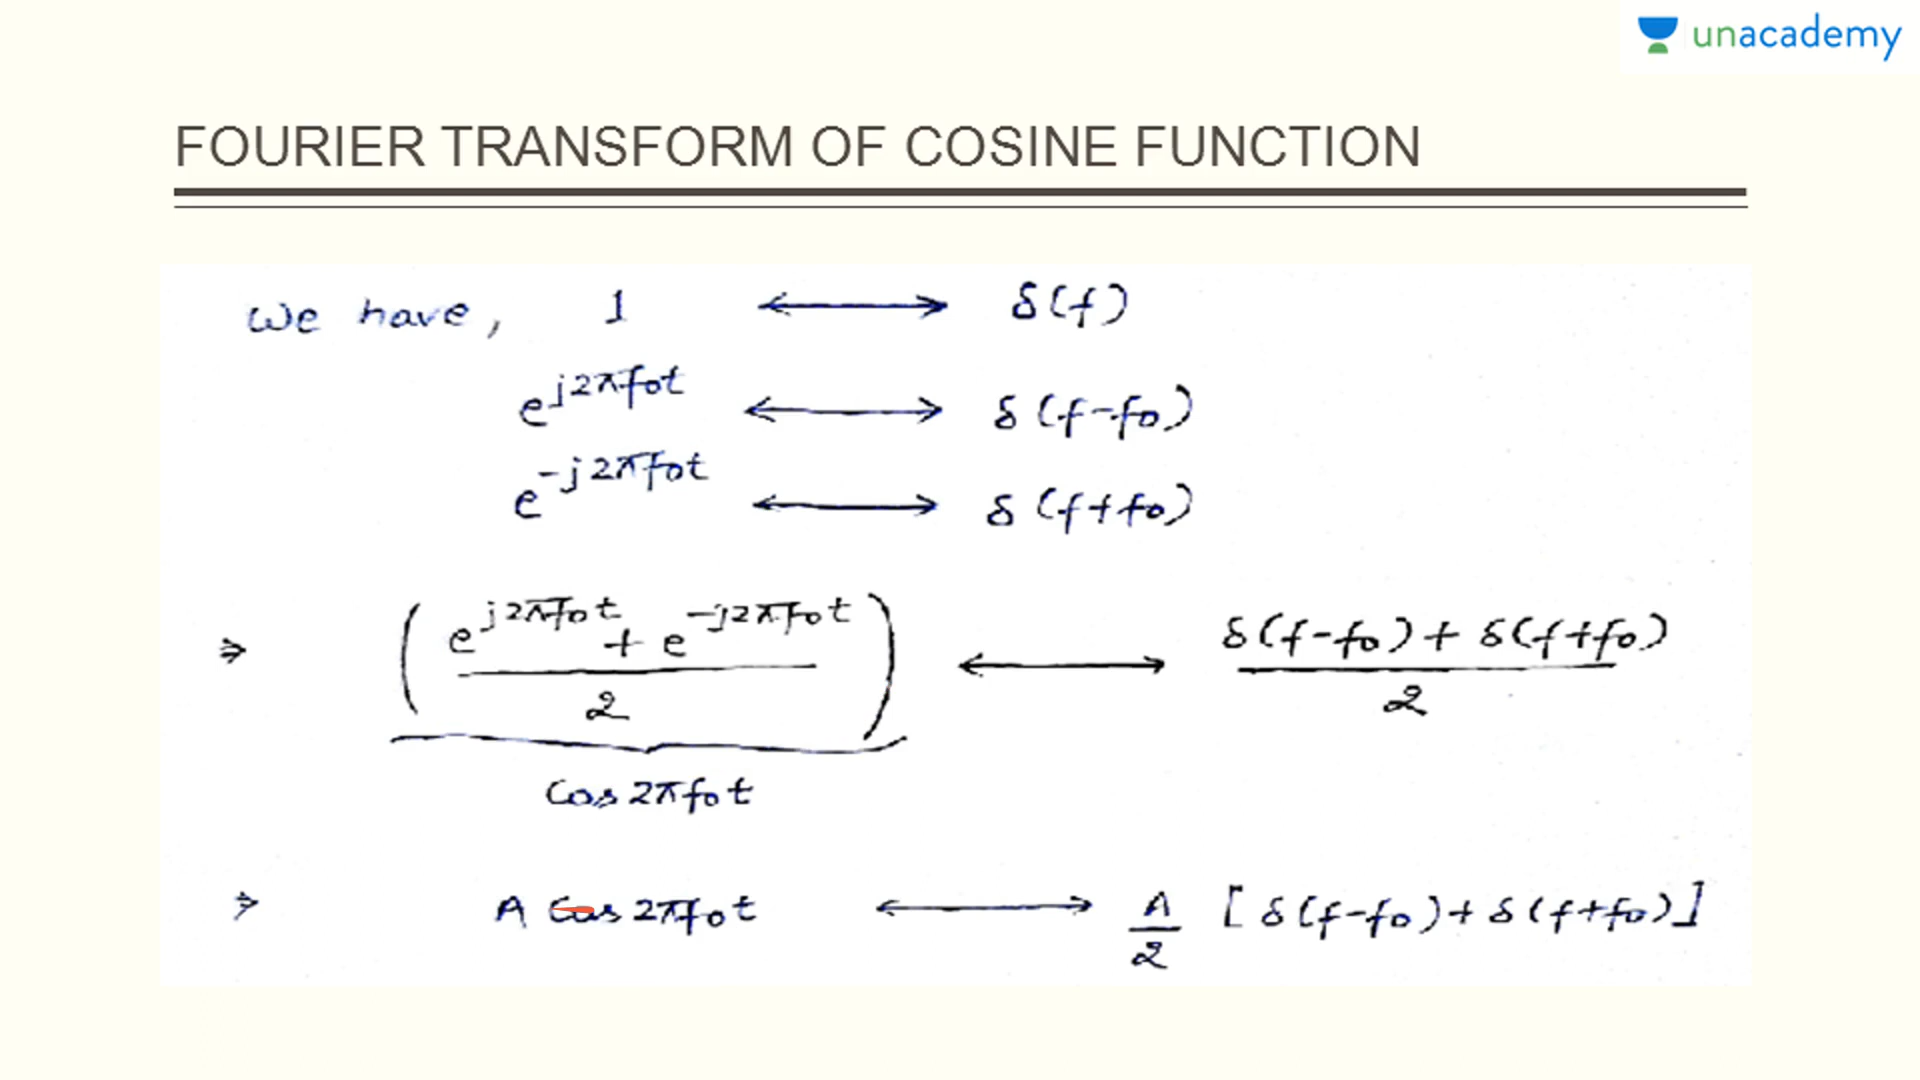 unacademy
FOURIER TRANSFORM OF COSINE FUNCTION
We have, 1 ⟷ δ(f)
e^{j2πf₀t} ⟷ δ(f-f₀)
e^{-j2πf₀t} ⟷ δ(f+f₀)
⇒ (e^{j2πf₀t} + e^{-j2πf₀t} / 2) ⟷ δ(f-f₀) + δ(f+f₀) / 2
Cos 2πf₀t
⇒ A Cos 2πf₀t ⟷ A/2 [δ(f-f₀) + δ(f+f₀)]